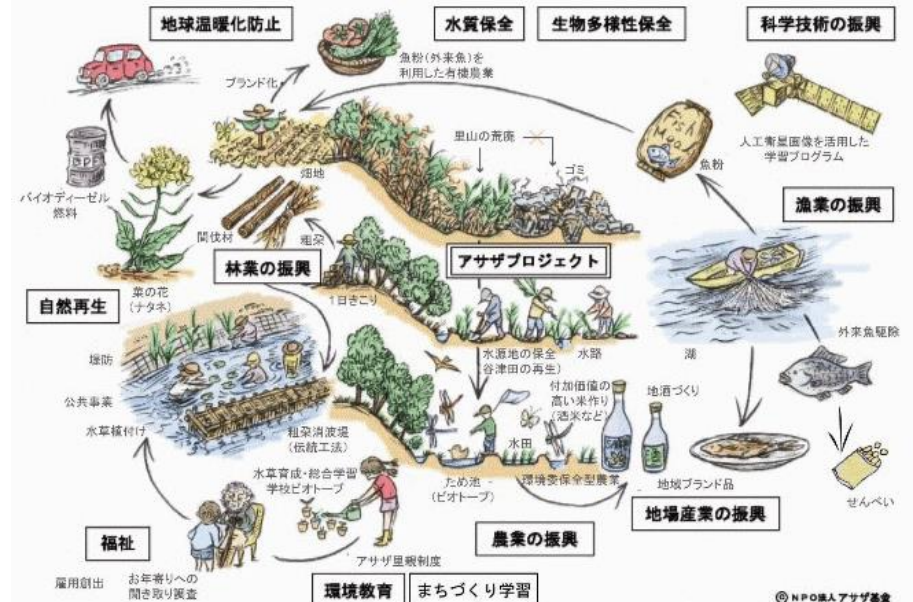 地球温暖化防止
水質保全
生物多様性保全
科学技術の振興
ブランド化
魚粉(外来魚)を
利用した有機農業
里山の荒廃
ゴミ
Fish
Meal
魚粉
人工衛星画像を活用した
学習プログラム
BDF
バイオディーゼル
燃料
畑地
間伐材
粗朶
漁業の振興
林業の振興
アサザプロジェクト
菜の花
(ナタネ)
1日きこり
自然再生
水源地の保全
(谷津田の再生)
水路
湖
外来魚駆除
堤防
公共事業
水草植付け
粗朶消波堤
(伝統工法)
付加価値の
高い米作り
(酒米など)
地酒づくり
水田
水草育成・総合学習
学校ビオトープ
ため池
(ビオトープ)
環境保全型農業
地域ブランド品
せんべい
地場産業の振興
農業の振興
福祉
アサザ里親制度
雇用創出
お年寄りへの
聞き取り調査
環境教育
まちづくり学習
NPO法人アサザ基金